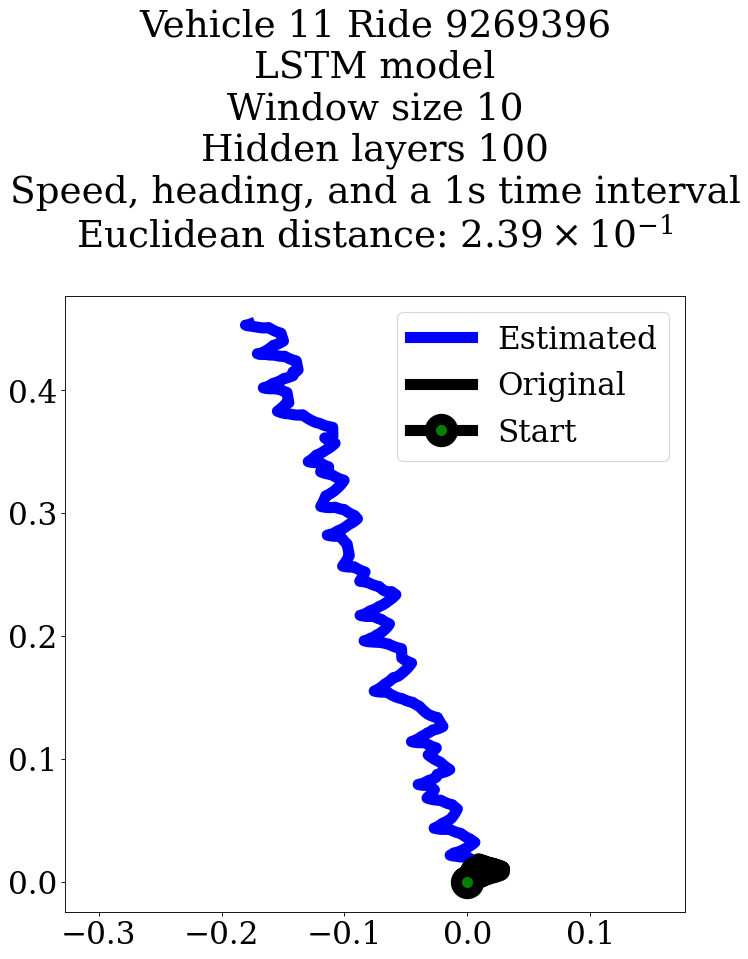 Vehicle 11 Ride 9269396
LSTM model
Window size 10
Hidden layers 100
Speed, heading, and a 1s time interval
Euclidean distance: 2.39 × 10⁻¹
Estimated
Original
Start
0.4
0.3
0.2
0.1
0.0
−0.3 −0.2 −0.1 0.0 0.1